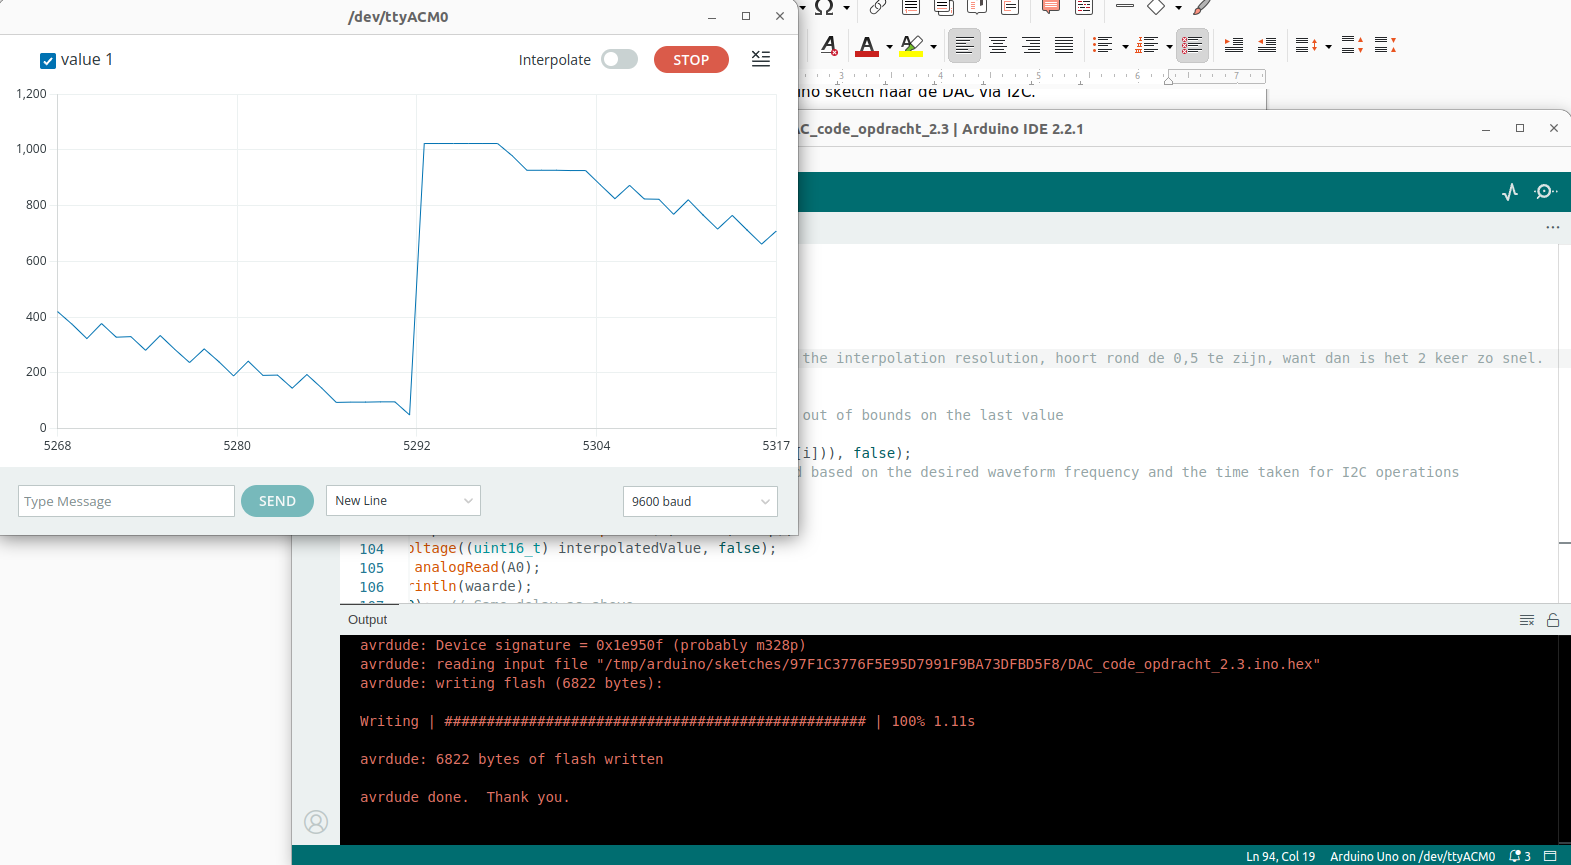 /dev/ttyACM0
value 1
Interpolate
STOP
1,200
1,000
800
600
400
200
0
5268
5280
5292
5304
5317
Type Message
SEND
New Line
9600 baud
3
4
5
6
7
sketch naar de DAC via I2C.
C_code_opdracht_2.3 | Arduino IDE 2.2.1
the interpolation resolution, hoort rond de 0,5 te zijn, want dan is het 2 keer zo snel.
out of bounds on the last value
[i])), false);
based on the desired waveform frequency and the time taken for I2C operations
104 oltage((uint16_t) interpolatedValue, false);
105 analogRead(A0);
106 rintln(waarde);
Output
avrdude: Device signature = 0x1e950f (probably m328p)
avrdude: reading input file "/tmp/arduino/sketches/97F1C3776F5E95D7991F9BA73DFBD5F8/DAC_code_opdracht_2.3.ino.hex"
avrdude: writing flash (6822 bytes):
Writing | ################################################## | 100% 1.11s
avrdude: 6822 bytes of flash written
avrdude done.  Thank you.
Ln 94, Col 19
Arduino Uno on /dev/ttyACM0
3